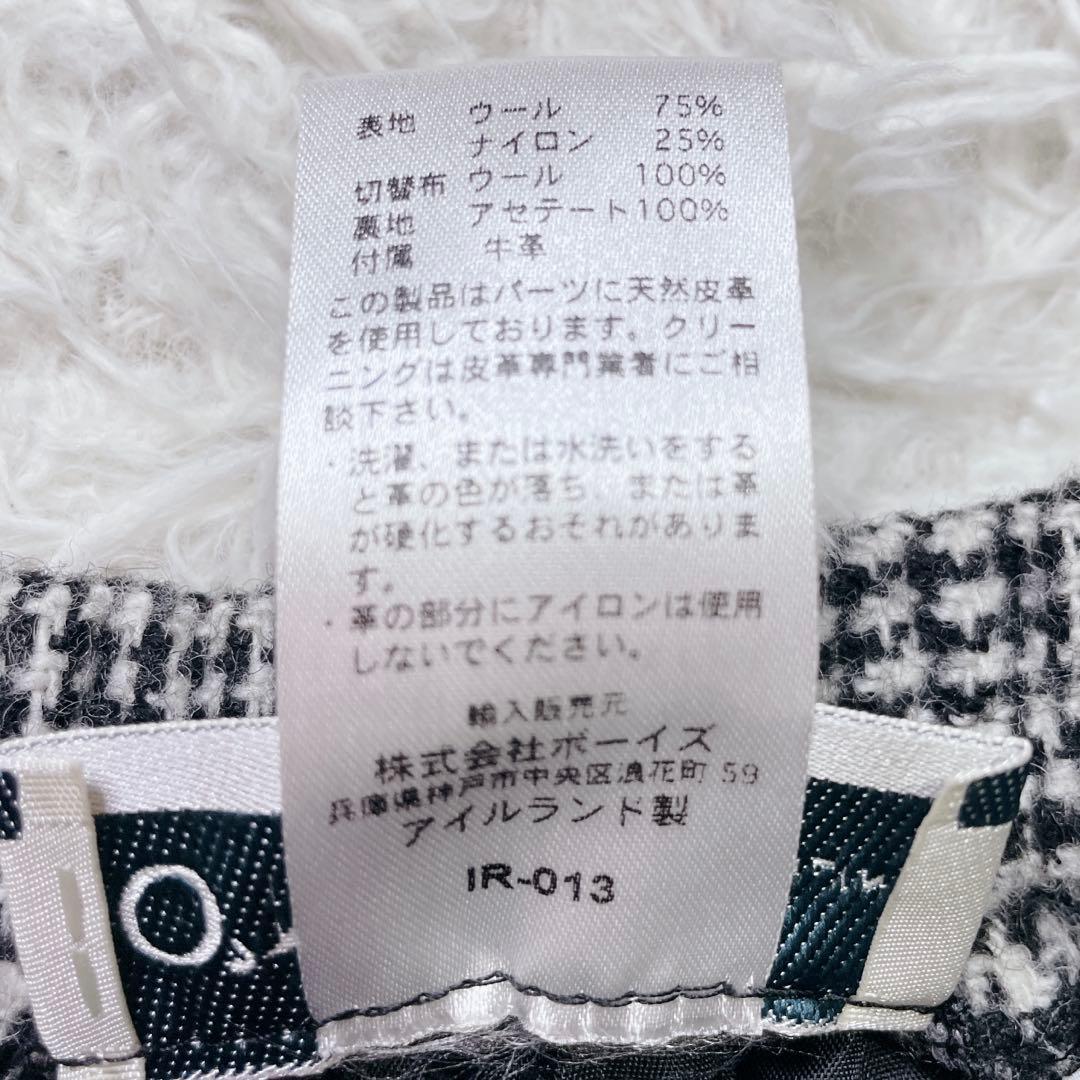 表地 ウール 75%
ナイロン 25%
切替布 ウール 100%
裏地 アセテート100%
付属 牛革
この製品はパーツに天然皮革
を使用しております。クリー
ニングは皮革専門業者にご相
談下さい。
・洗濯、または水洗いをする
と革の色が落ち、または革
が硬化するおそれがありま
す。
・革の部分にアイロンは使用
しないでください。
輸入販売元
株式会社ボーイズ
兵庫県神戸市中央区浪花町 59
アイルランド製
IR-013
O